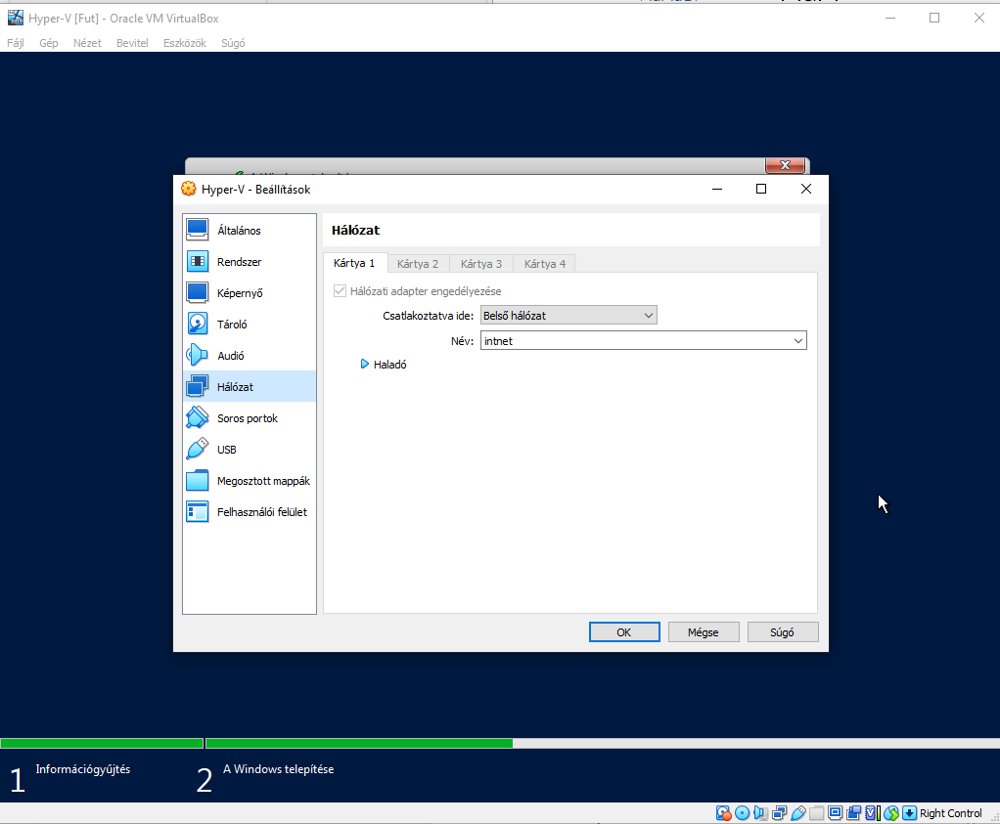 Hyper-V [Fut] - Oracle VM VirtualBox
Fájl Gép Nézet Bevitel Eszközök Súgó
Hyper-V - Beállítások
Általános
Rendszer
Képernyő
Tároló
Audió
Hálózat
Soros portok
USB
Megosztott mappák
Felhasználói felület
Hálózat
Kártya 1 Kártya 2 Kártya 3 Kártya 4
Hálózati adapter engedélyezése
Csatlakoztatva ide: Belső hálózat
Név: intnet
Haladó
OK Mégse Súgó
1 Információgyűjtés 2 A Windows telepítése
Right Control